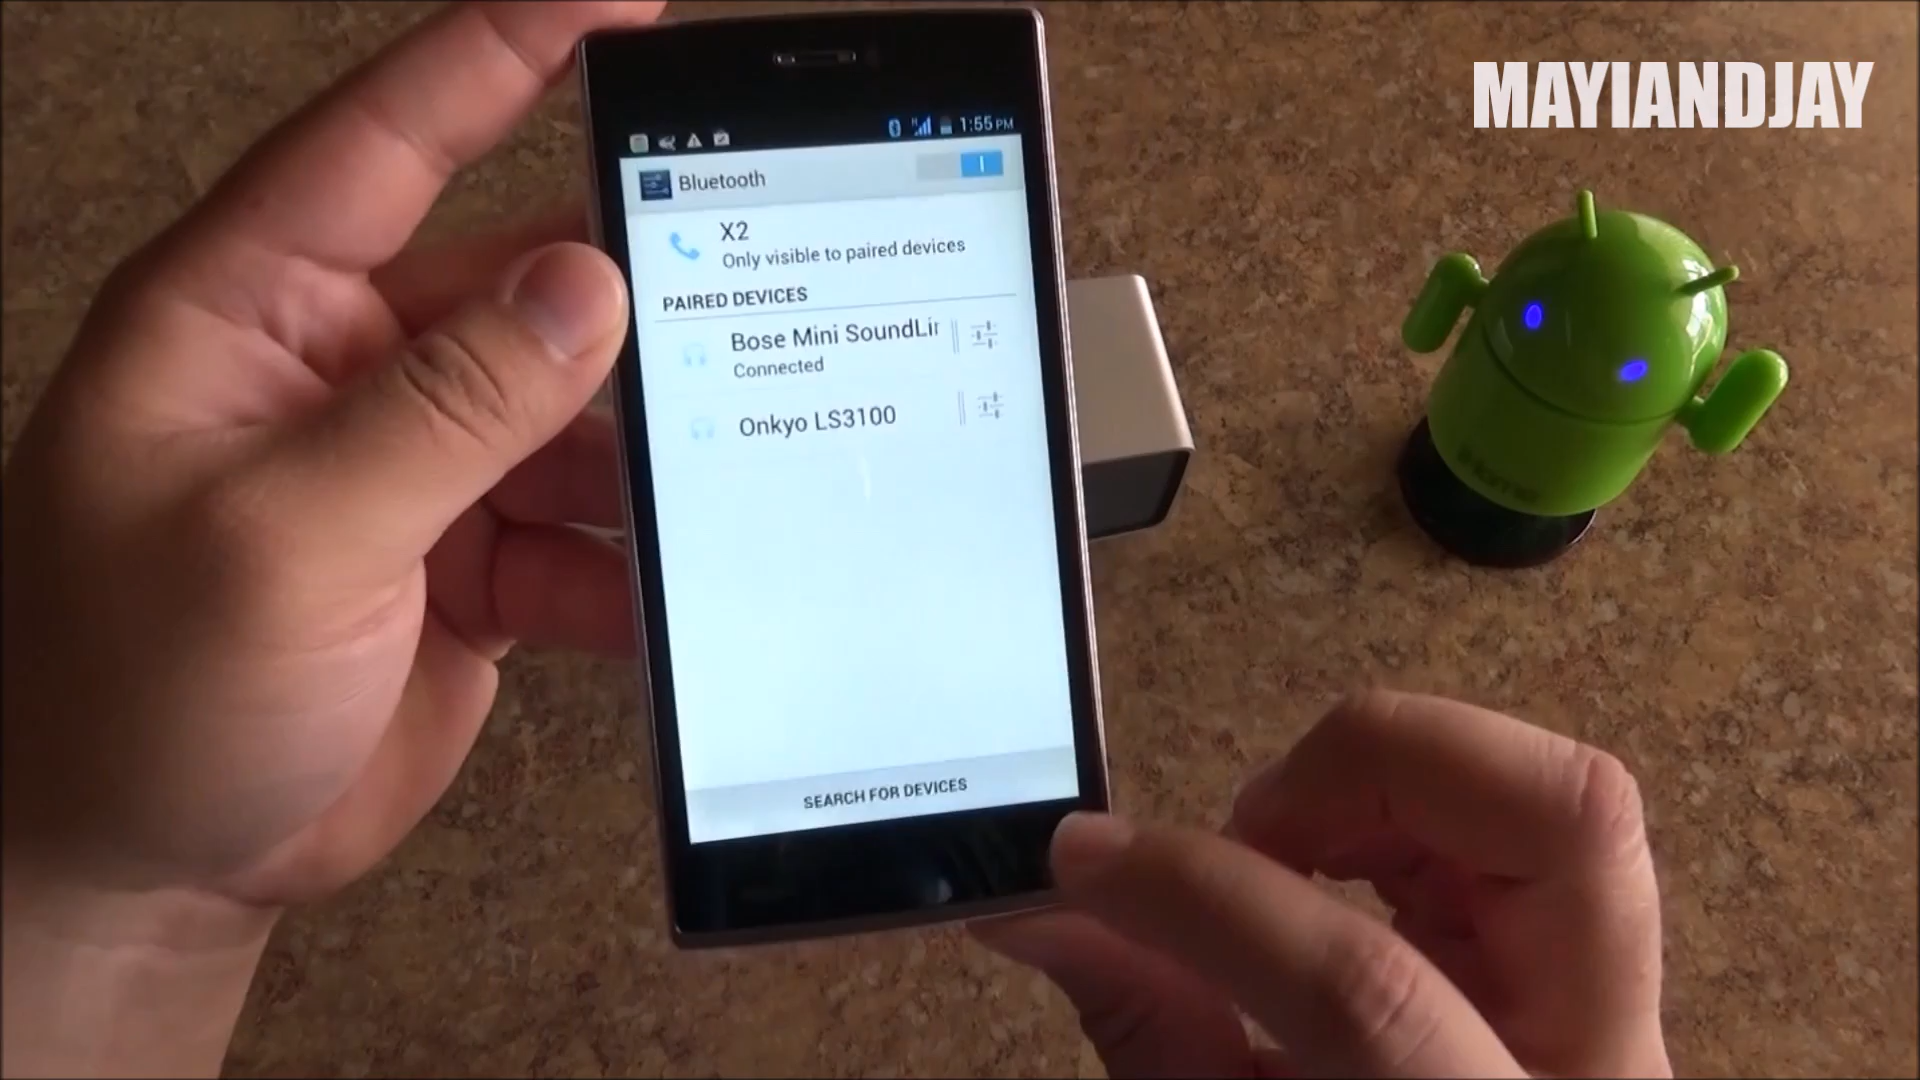 MAYIANDJAY
1:55 PM
Bluetooth
X2
Only visible to paired devices
PAIRED DEVICES
Bose Mini SoundLin
Connected
Onkyo LS3100
SEARCH FOR DEVICES